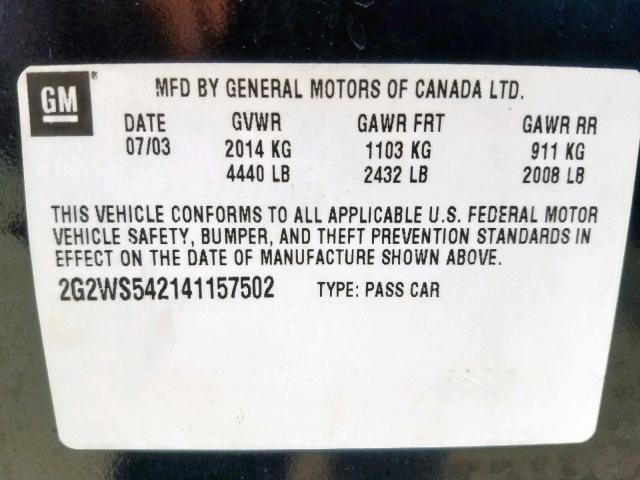 GM ®
MFD BY GENERAL MOTORS OF CANADA LTD.
DATE GVWR GAWR FRT GAWR RR
07/03 2014 KG 1103 KG 911 KG
4440 LB 2432 LB 2008 LB
THIS VEHICLE CONFORMS TO ALL APPLICABLE U.S. FEDERAL MOTOR
VEHICLE SAFETY, BUMPER, AND THEFT PREVENTION STANDARDS IN
EFFECT ON THE DATE OF MANUFACTURE SHOWN ABOVE.
2G2WS542141157502 TYPE: PASS CAR